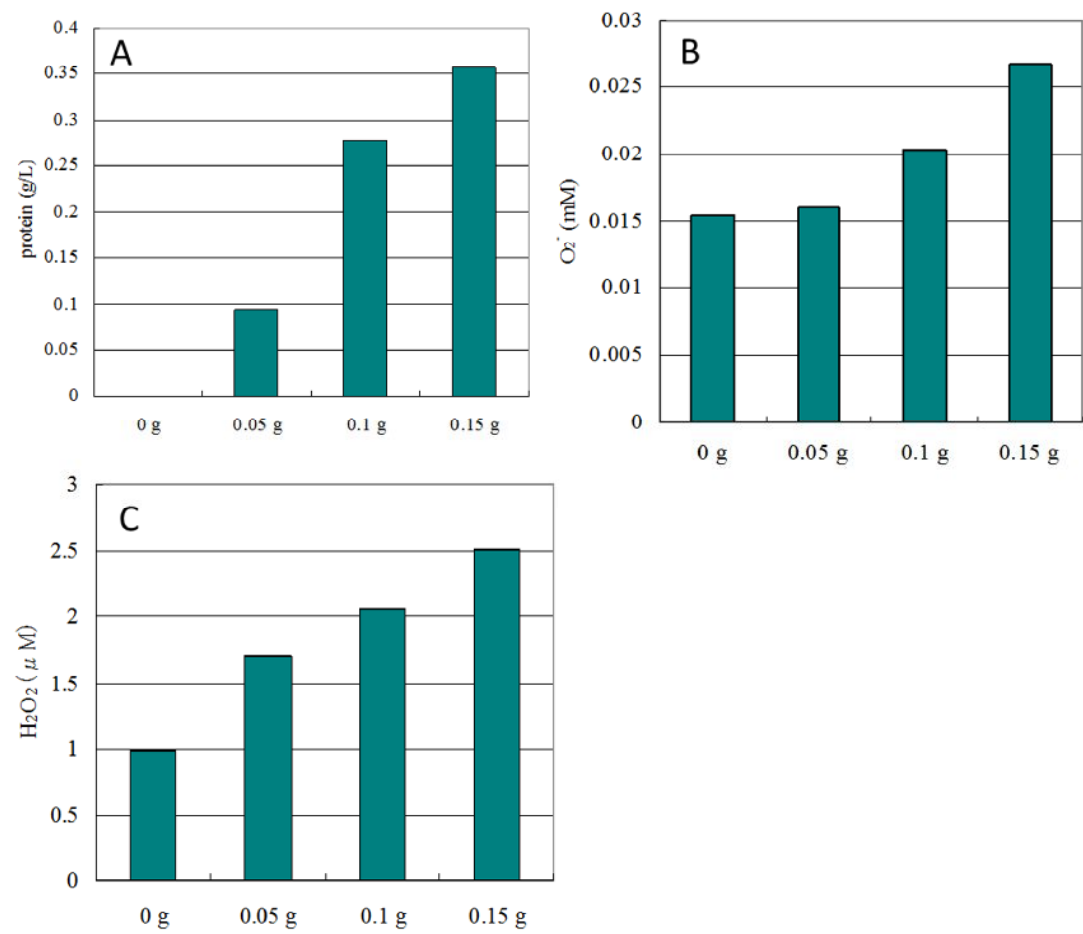 A
protein (g/L)
0.4
0.35
0.3
0.25
0.2
0.15
0.1
0.05
0
0 g
0.05 g
0.1 g
0.15 g
B
O₂⁻ (mM)
0.03
0.025
0.02
0.015
0.01
0.005
0
0 g
0.05 g
0.1 g
0.15 g
C
H₂O₂ ( μ M)
3
2.5
2
1.5
1
0.5
0
0 g
0.05 g
0.1 g
0.15 g